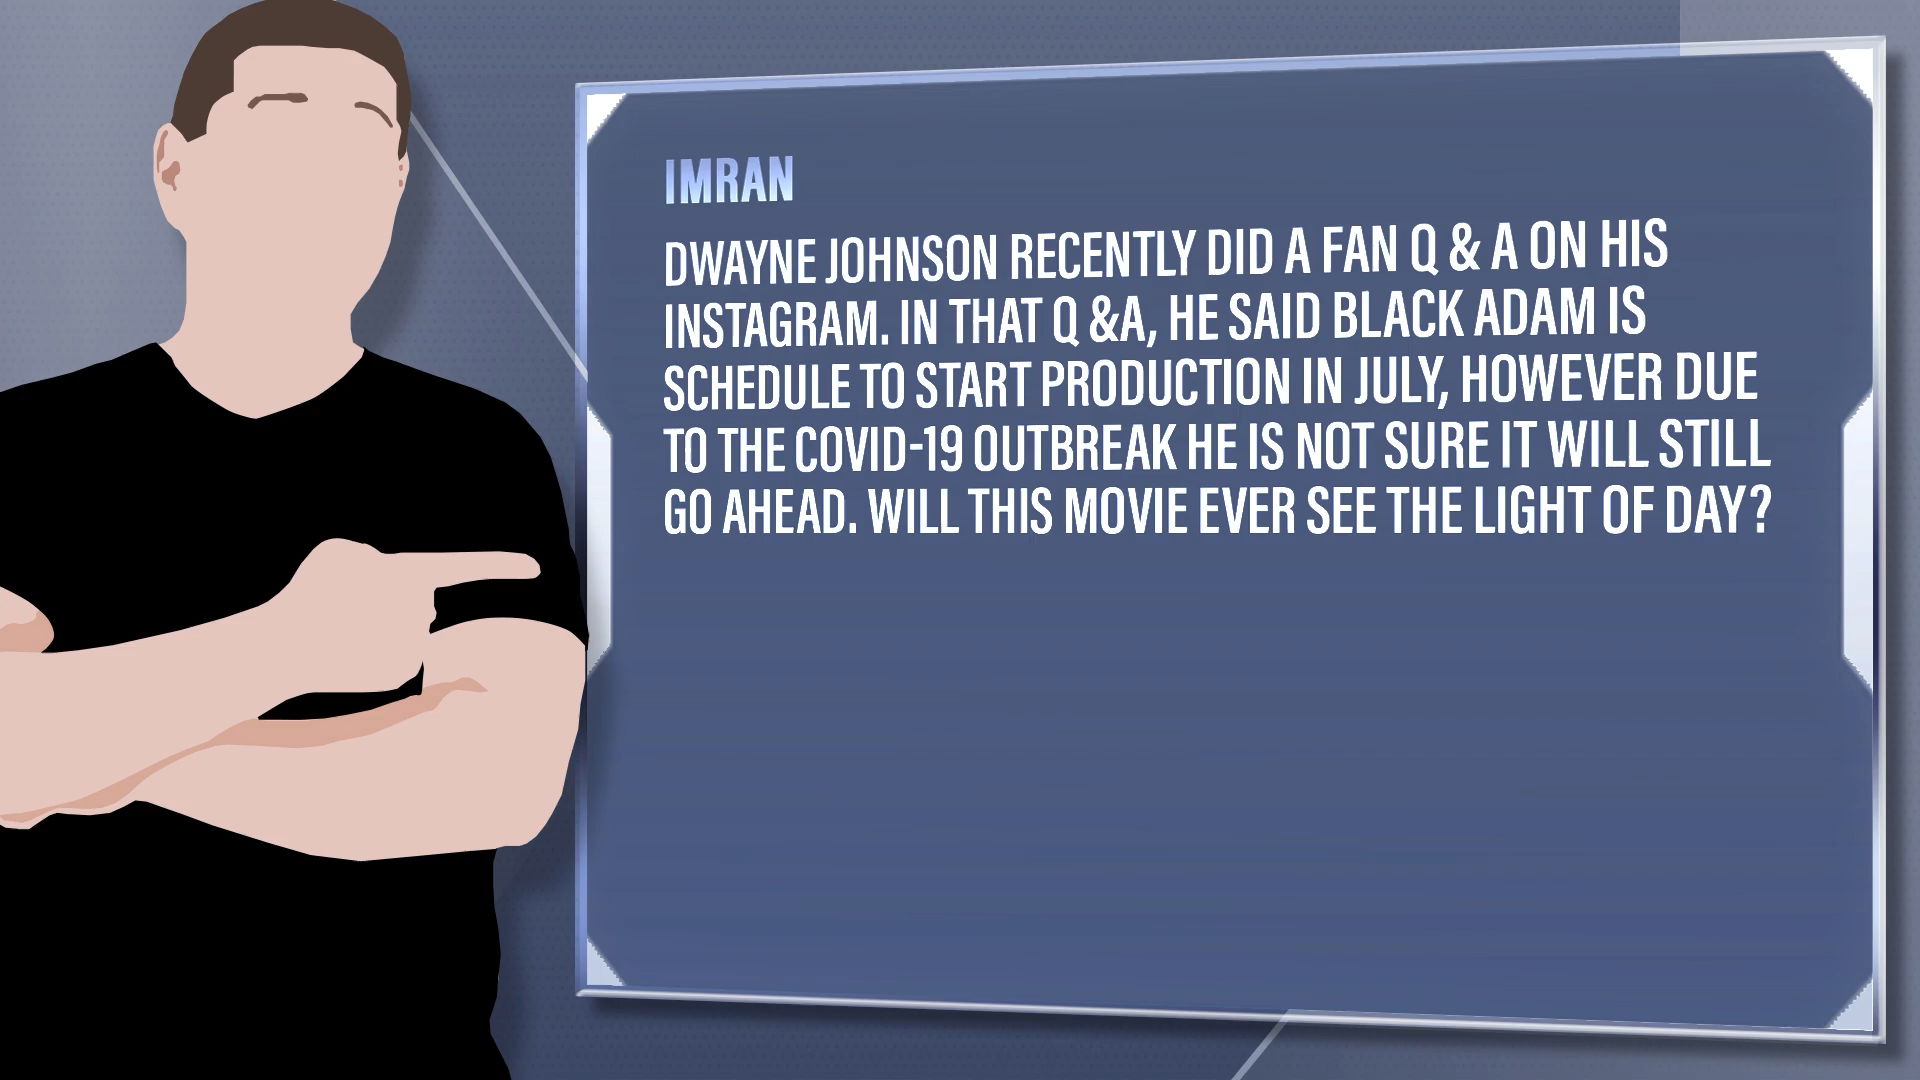 IMRAN
DWAYNE JOHNSON RECENTLY DID A FAN Q & A ON HIS
INSTAGRAM. IN THAT Q &A, HE SAID BLACK ADAM IS
SCHEDULE TO START PRODUCTION IN JULY, HOWEVER DUE
TO THE COVID-19 OUTBREAK HE IS NOT SURE IT WILL STILL
GO AHEAD. WILL THIS MOVIE EVER SEE THE LIGHT OF DAY?